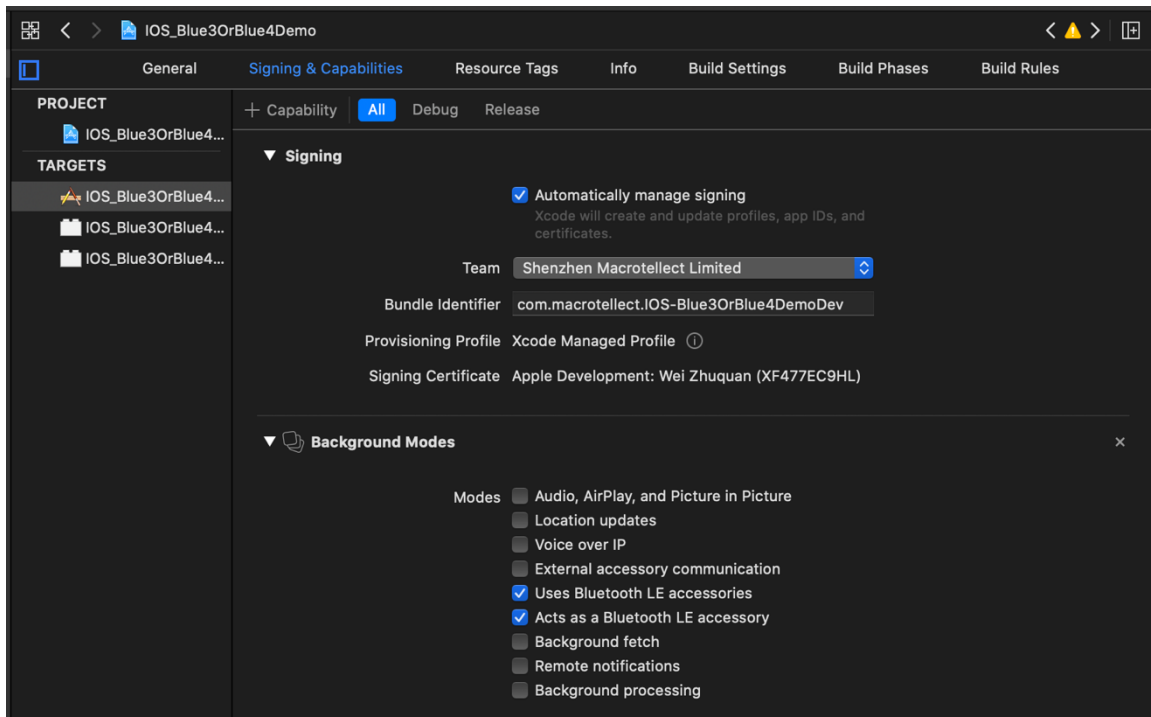 IOS_Blue3OrBlue4Demo
General Signing & Capabilities Resource Tags Info Build Settings Build Phases Build Rules
PROJECT
IOS_Blue3OrBlue4...
TARGETS
IOS_Blue3OrBlue4...
IOS_Blue3OrBlue4...
IOS_Blue3OrBlue4...
+ Capability All Debug Release
Signing
Automatically manage signing
Xcode will create and update profiles, app IDs, and
certificates.
Team Shenzhen Macrotellect Limited
Bundle Identifier com.macrotellect.IOS-Blue3OrBlue4DemoDev
Provisioning Profile Xcode Managed Profile
Signing Certificate Apple Development: Wei Zhuquan (XF477EC9HL)
Background Modes
Modes Audio, AirPlay, and Picture in Picture
Location updates
Voice over IP
External accessory communication
Uses Bluetooth LE accessories
Acts as a Bluetooth LE accessory
Background fetch
Remote notifications
Background processing